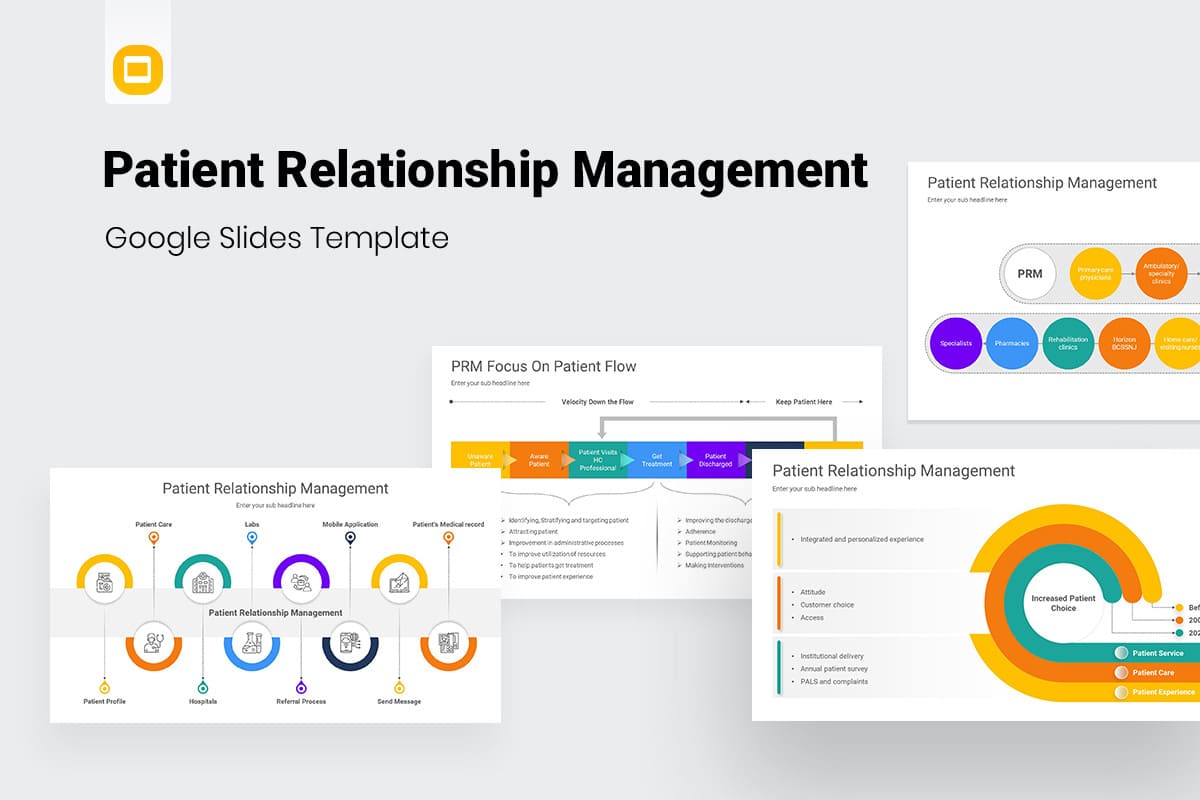 Patient Relationship Management
Google Slides Template
Patient Relationship Management
Enter your sub headline here
PRM
Primary care
physicians
Ambulatory/
specialty
clinics
Specialists
Pharmacies
Rehabilitation
clinics
Horizon
BCBSNJ
Home care/
visiting nurses
PRM Focus On Patient Flow
Enter your sub headline here
Velocity Down the Flow
Keep Patient Here
Unaware
Patient
Aware
Patient
Patient Visits
HC
Professional
Get
Treatment
Patient
Discharged
Identifying, Stratifying and targeting patient
Attracting patient
Improvement in administrative processes
To improve utilization of resources
To help patients get treatment
To improve patient experience
Improving the discharge
Adherence
Patient Monitoring
Supporting patient
Making Interventions
Patient Relationship Management
Enter your sub headline here
Patient Care
Labs
Mobile Application
Patient's Medical record
Patient Relationship Management
Patient Profile
Hospitals
Referral Process
Send Message
Patient Relationship Management
Enter your sub headline here
Integrated and personalized experience
Attitude
Customer choice
Access
Institutional delivery
Annual patient survey
PALS and complaints
Increased Patient
Choice
Patient Service
Patient Care
Patient Experience